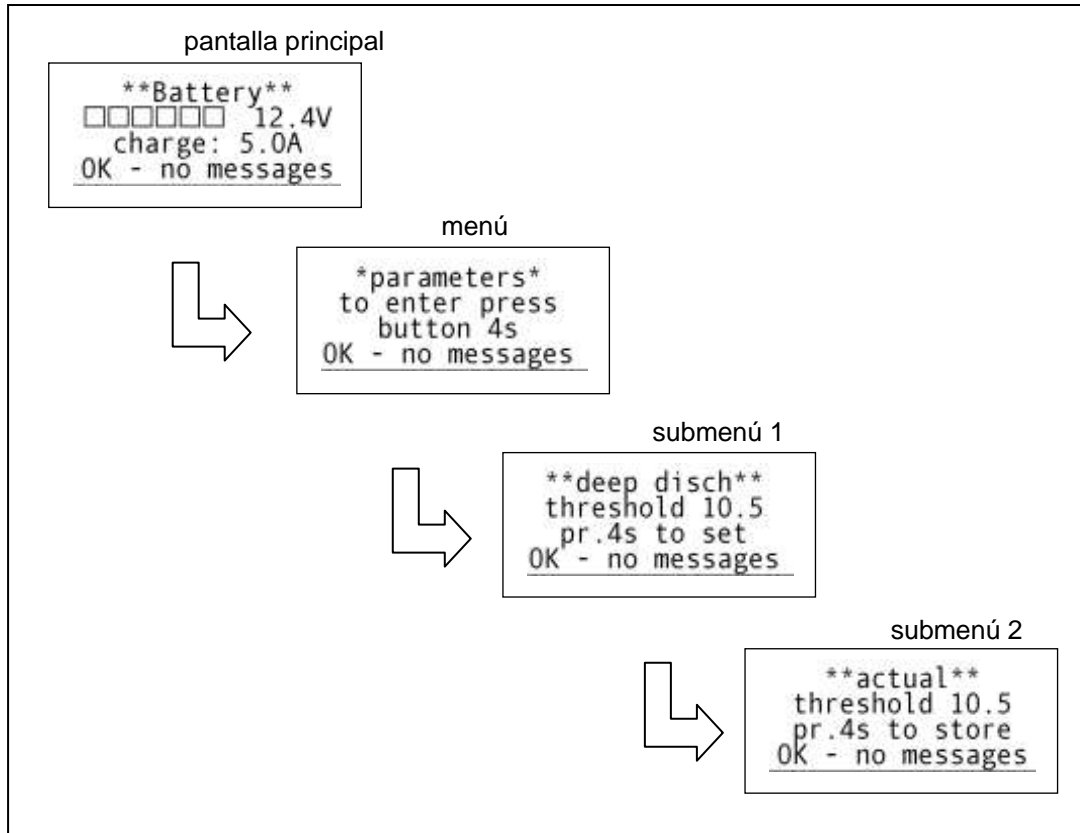 pantalla principal
**Battery**
□□□□□□ 12.4V
charge: 5.0A
OK - no messages
menú
*parameters*
to enter press
button 4s
OK - no messages
submenú 1
**deep disch**
threshold 10.5
pr.4s to set
OK - no messages
submenú 2
**actual**
threshold 10.5
pr.4s to store
OK - no messages